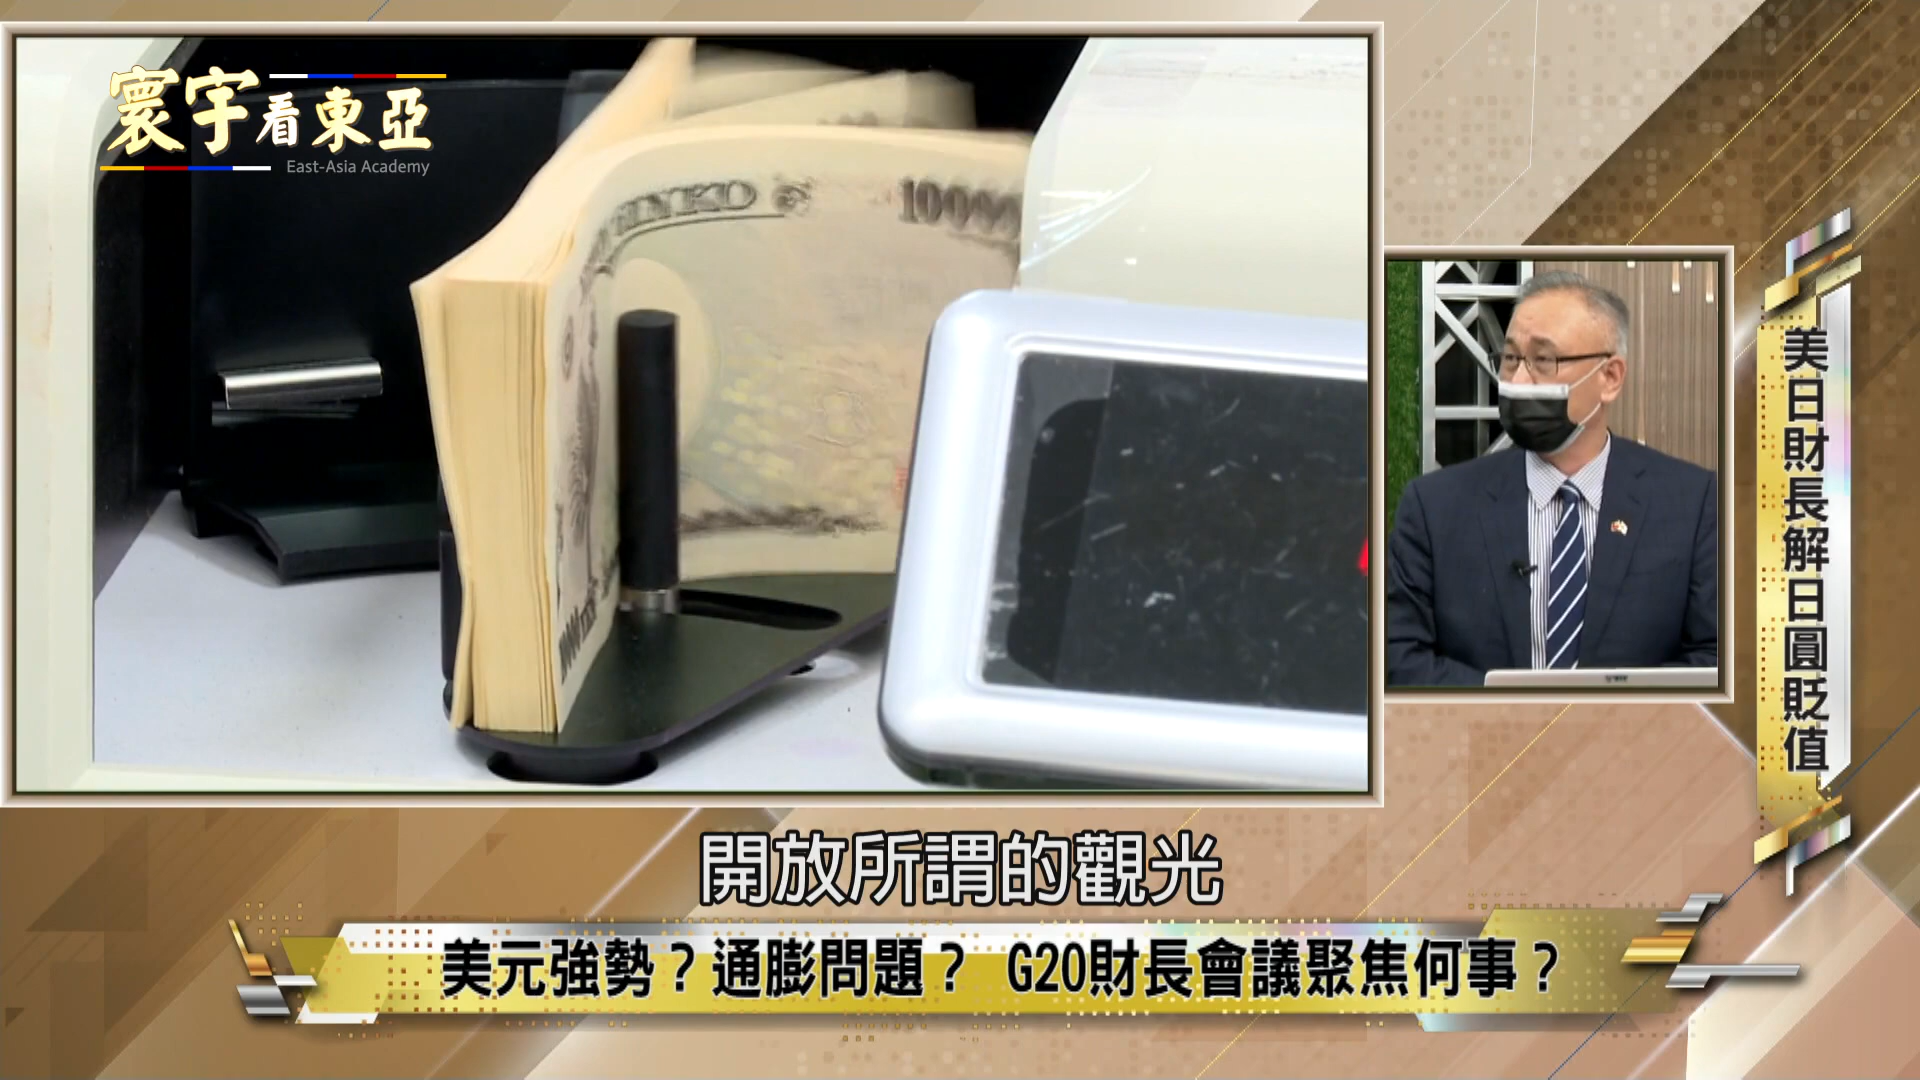 寰宇看東亞
East-Asia Academy
10000
美日財長解日圓貶值
開放所謂的觀光
美元強勢？通膨問題？ G20財長會議聚焦何事？